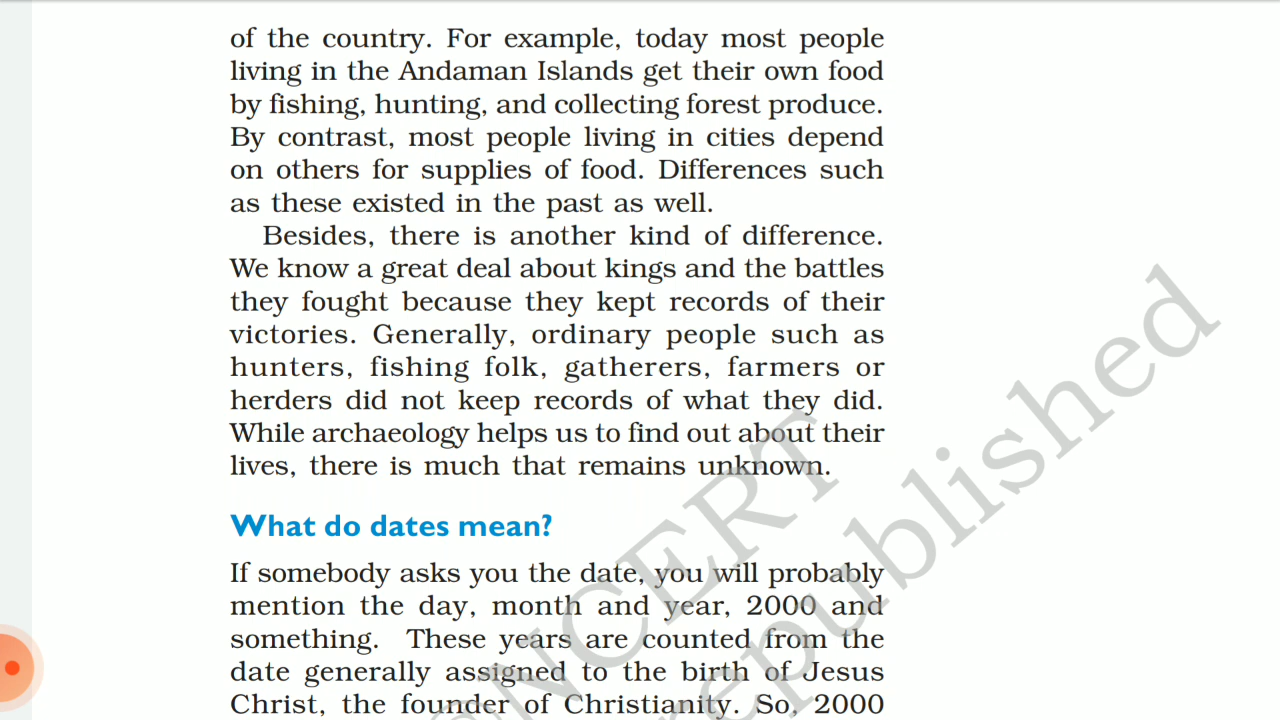 of the country. For example, today most people
living in the Andaman Islands get their own food
by fishing, hunting, and collecting forest produce.
By contrast, most people living in cities depend
on others for supplies of food. Differences such
as these existed in the past as well.
Besides, there is another kind of difference.
We know a great deal about kings and the battles
they fought because they kept records of their
victories. Generally, ordinary people such as
hunters, fishing folk, gatherers, farmers or
herders did not keep records of what they did.
While archaeology helps us to find out about their
lives, there is much that remains unknown.
What do dates mean?
If somebody asks you the date, you will probably
mention the day, month and year, 2000 and
something. These years are counted from the
date generally assigned to the birth of Jesus
Christ, the founder of Christianity. So, 2000
NCERT
republished